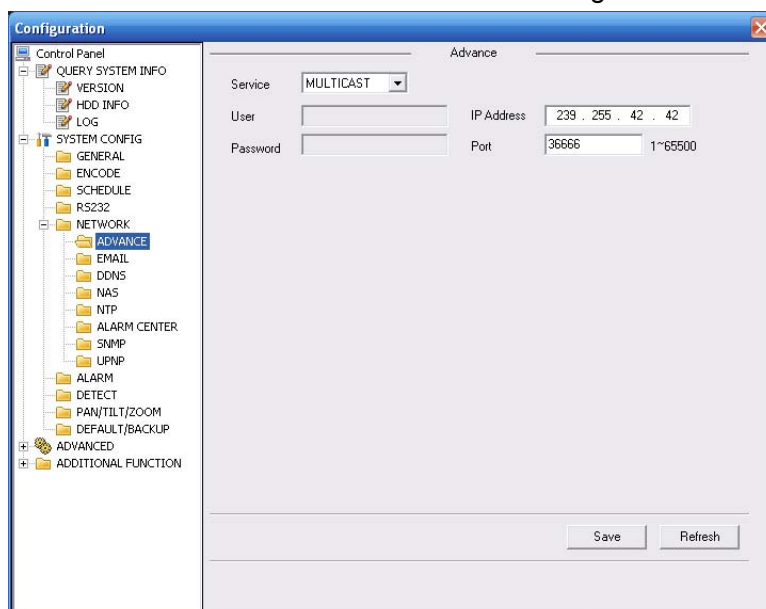 Configuration
Control Panel
QUERY SYSTEM INFO
VERSION
HDD INFO
LOG
SYSTEM CONFIG
GENERAL
ENCODE
SCHEDULE
RS232
NETWORK
ADVANCE
EMAIL
DDNS
NAS
NTP
ALARM CENTER
SNMP
UPNP
ALARM
DETECT
PAN/TILT/ZOOM
DEFAULT/BACKUP
ADVANCED
ADDITIONAL FUNCTION
Advance
Service MULTICAST
User IP Address 239 . 255 . 42 . 42
Password Port 36666 1~65500
Save Refresh